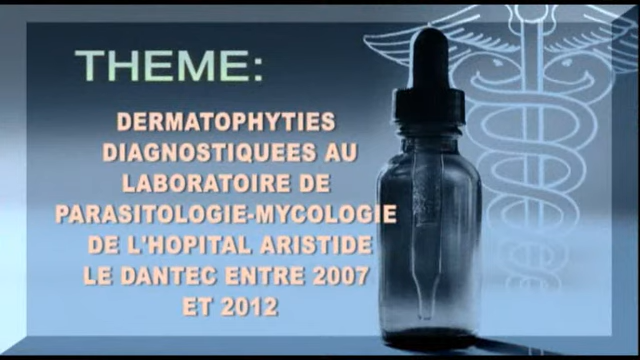 THEME:
DERMATOPHYTIES
DIAGNOSTIQUEES AU
LABORATOIRE DE
PARASITOLOGIE-MYCOLOGIE
DE L'HOPITAL ARISTIDE
LE DANTEC ENTRE 2007
ET 2012